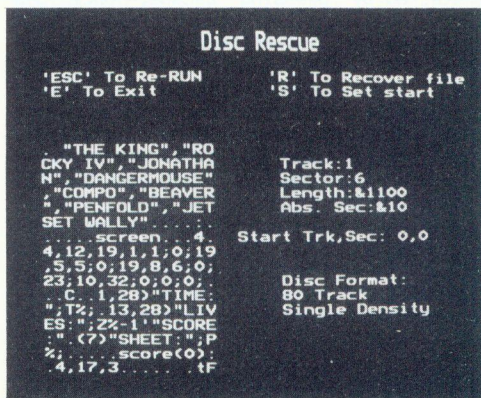 Disc Rescue
'ESC' To Re-RUN
'R' To Recover file
'E' To Exit
'S' To Set start
. "THE KING","RO
CKY IV","JONATHA
N","DANGERMOUSE"
,"COMPO","BEAVER
","PENFOLD","JET
SET WALLY".....
.....screen...4.
4,12,19,1,1;0;19
,5,5;0;19,8,6;0;
23;10,32;0;0;0;.
..C..1,28)"TIME:
";T%;.13,28)"LIV
ES:";Z%-1'"SCORE
:".(7)"SHEET:";P
%;.....score(0):
.4,17,3.......tF
Track:1
Sector:6
Length:&1100
Abs. Sec:&10
Start Trk,Sec: 0,0
Disc Format:
80 Track
Single Density